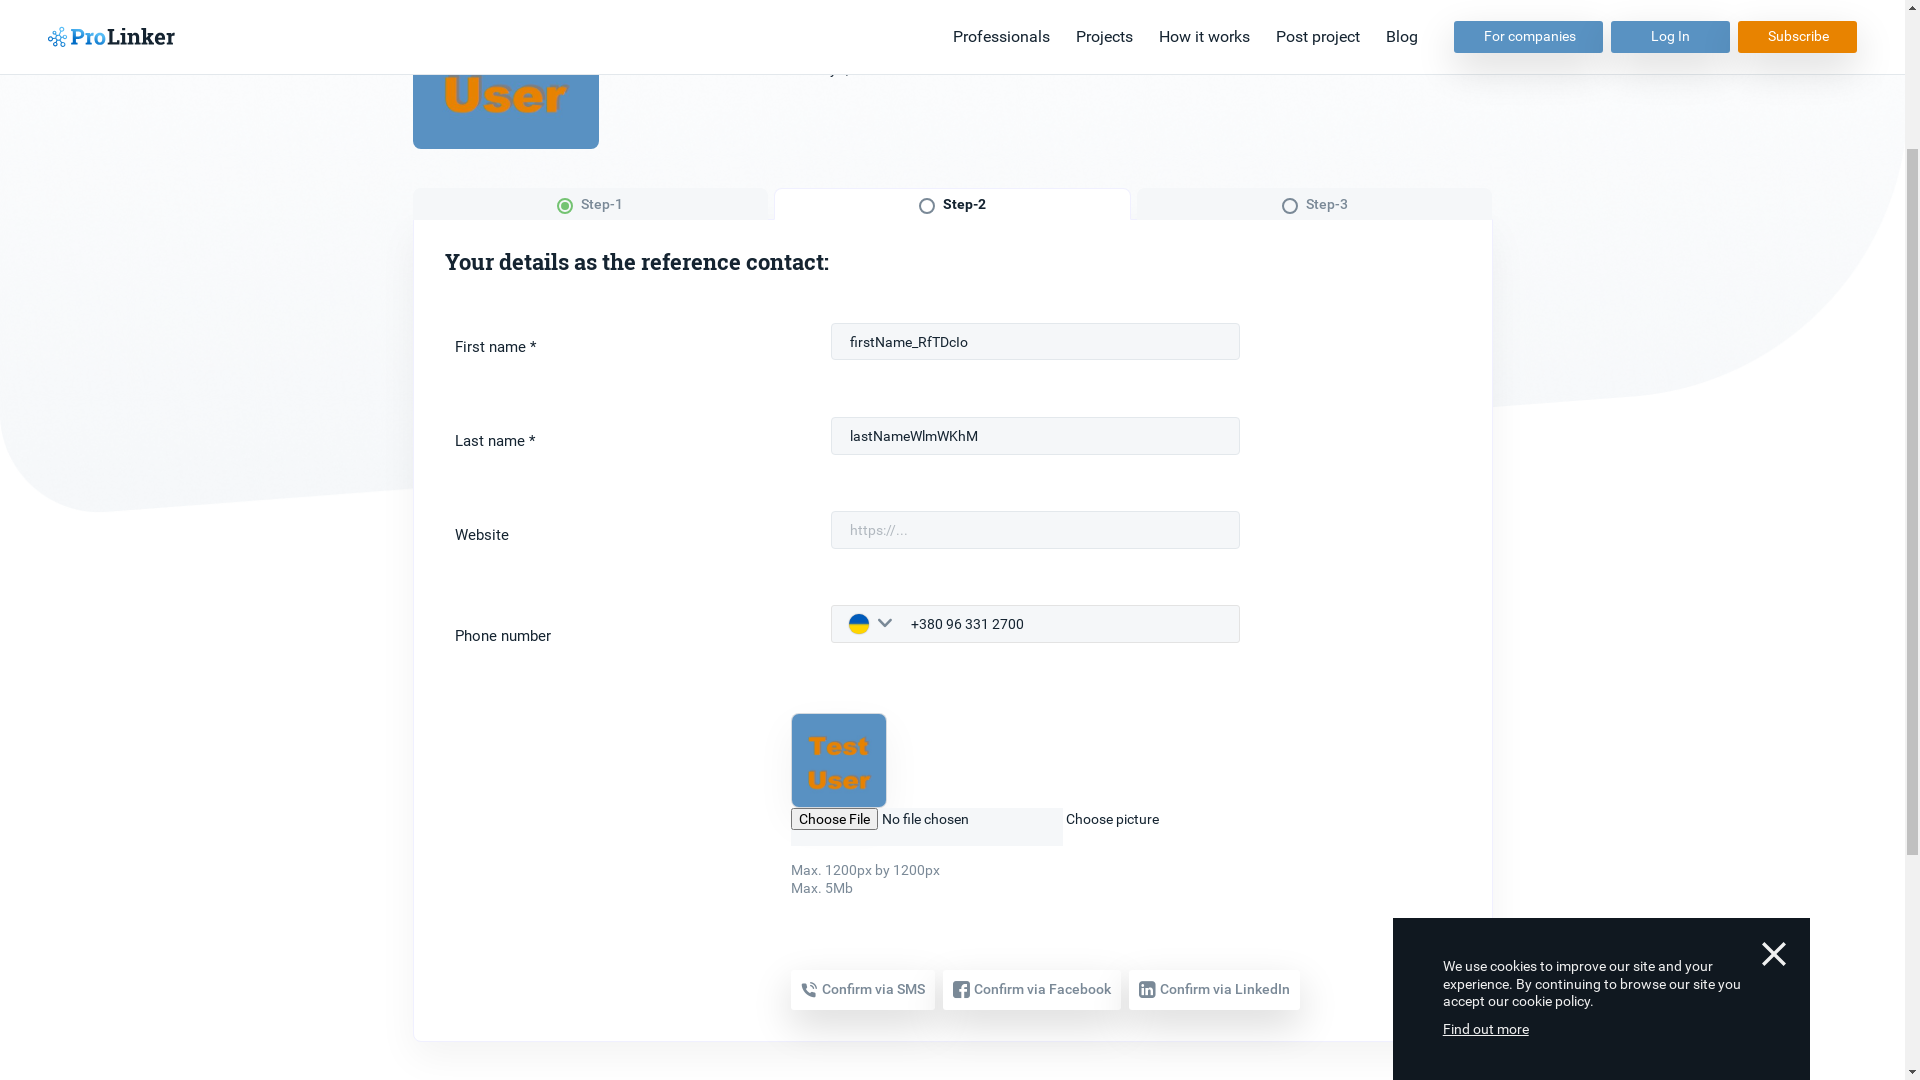 ProLinker
Professionals
Projects
How it works
Post project
Blog
For companies
Log In
Subscribe
User
Step-1
Step-2
Step-3
Your details as the reference contact:
First name *
firstName_RfTDcIo
Last name *
lastNameWlmWKhM
Website
https://...
Phone number
+380 96 331 2700
Test
User
Choose File No file chosen Choose picture
Max. 1200px by 1200px
Max. 5Mb
Confirm via SMS
Confirm via Facebook
Confirm via LinkedIn
We use cookies to improve our site and your
experience. By continuing to browse our site you
accept our cookie policy.
Find out more